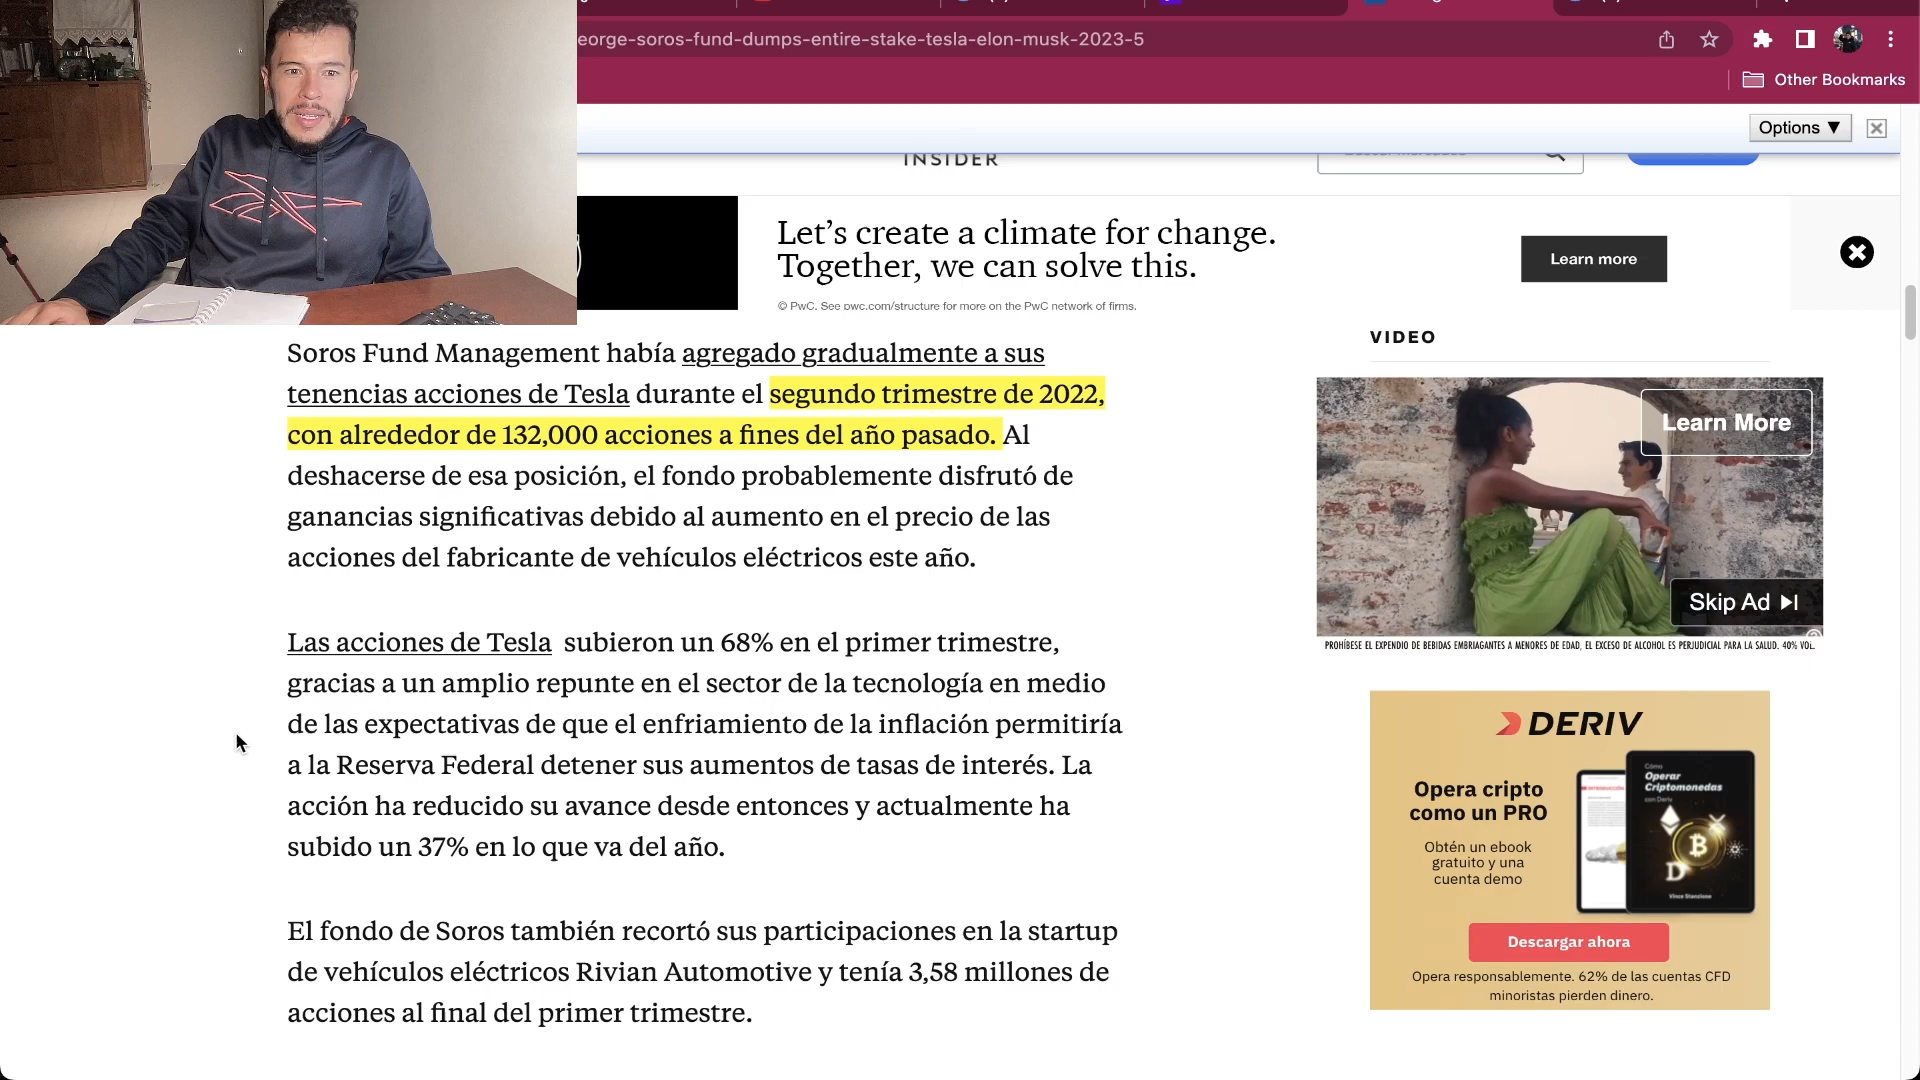 eorge-soros-fund-dumps-entire-stake-tesla-elon-musk-2023-5
Other Bookmarks
Options ▼
INSIDER
Let’s create a climate for change.
Together, we can solve this.
Learn more
© PwC. See pwc.com/structure for more on the PwC network of firms.
Soros Fund Management había agregado gradualmente a sus
tenencias acciones de Tesla durante el segundo trimestre de 2022,
con alrededor de 132,000 acciones a fines del año pasado. Al
deshacerse de esa posición, el fondo probablemente disfrutó de
ganancias significativas debido al aumento en el precio de las
acciones del fabricante de vehículos eléctricos este año.
Las acciones de Tesla subieron un 68% en el primer trimestre,
gracias a un amplio repunte en el sector de la tecnología en medio
de las expectativas de que el enfriamiento de la inflación permitiría
a la Reserva Federal detener sus aumentos de tasas de interés. La
acción ha reducido su avance desde entonces y actualmente ha
subido un 37% en lo que va del año.
El fondo de Soros también recortó sus participaciones en la startup
de vehículos eléctricos Rivian Automotive y tenía 3,58 millones de
acciones al final del primer trimestre.
VIDEO
Learn More
Skip Ad
PROHÍBESE EL EXPENDIO DE BEBIDAS EMBRIAGANTES A MENORES DE EDAD, EL EXCESO DE ALCOHOL ES PERJUDICIAL PARA LA SALUD. 40% VOL.
DERIV
Opera cripto
como un PRO
Obtén un ebook
gratuito y una
cuenta demo
Cómo
Operar
Criptomonedas
con Deriv
Vince Stanzione
Descargar ahora
Opera responsablemente. 62% de las cuentas CFD
minoristas pierden dinero.